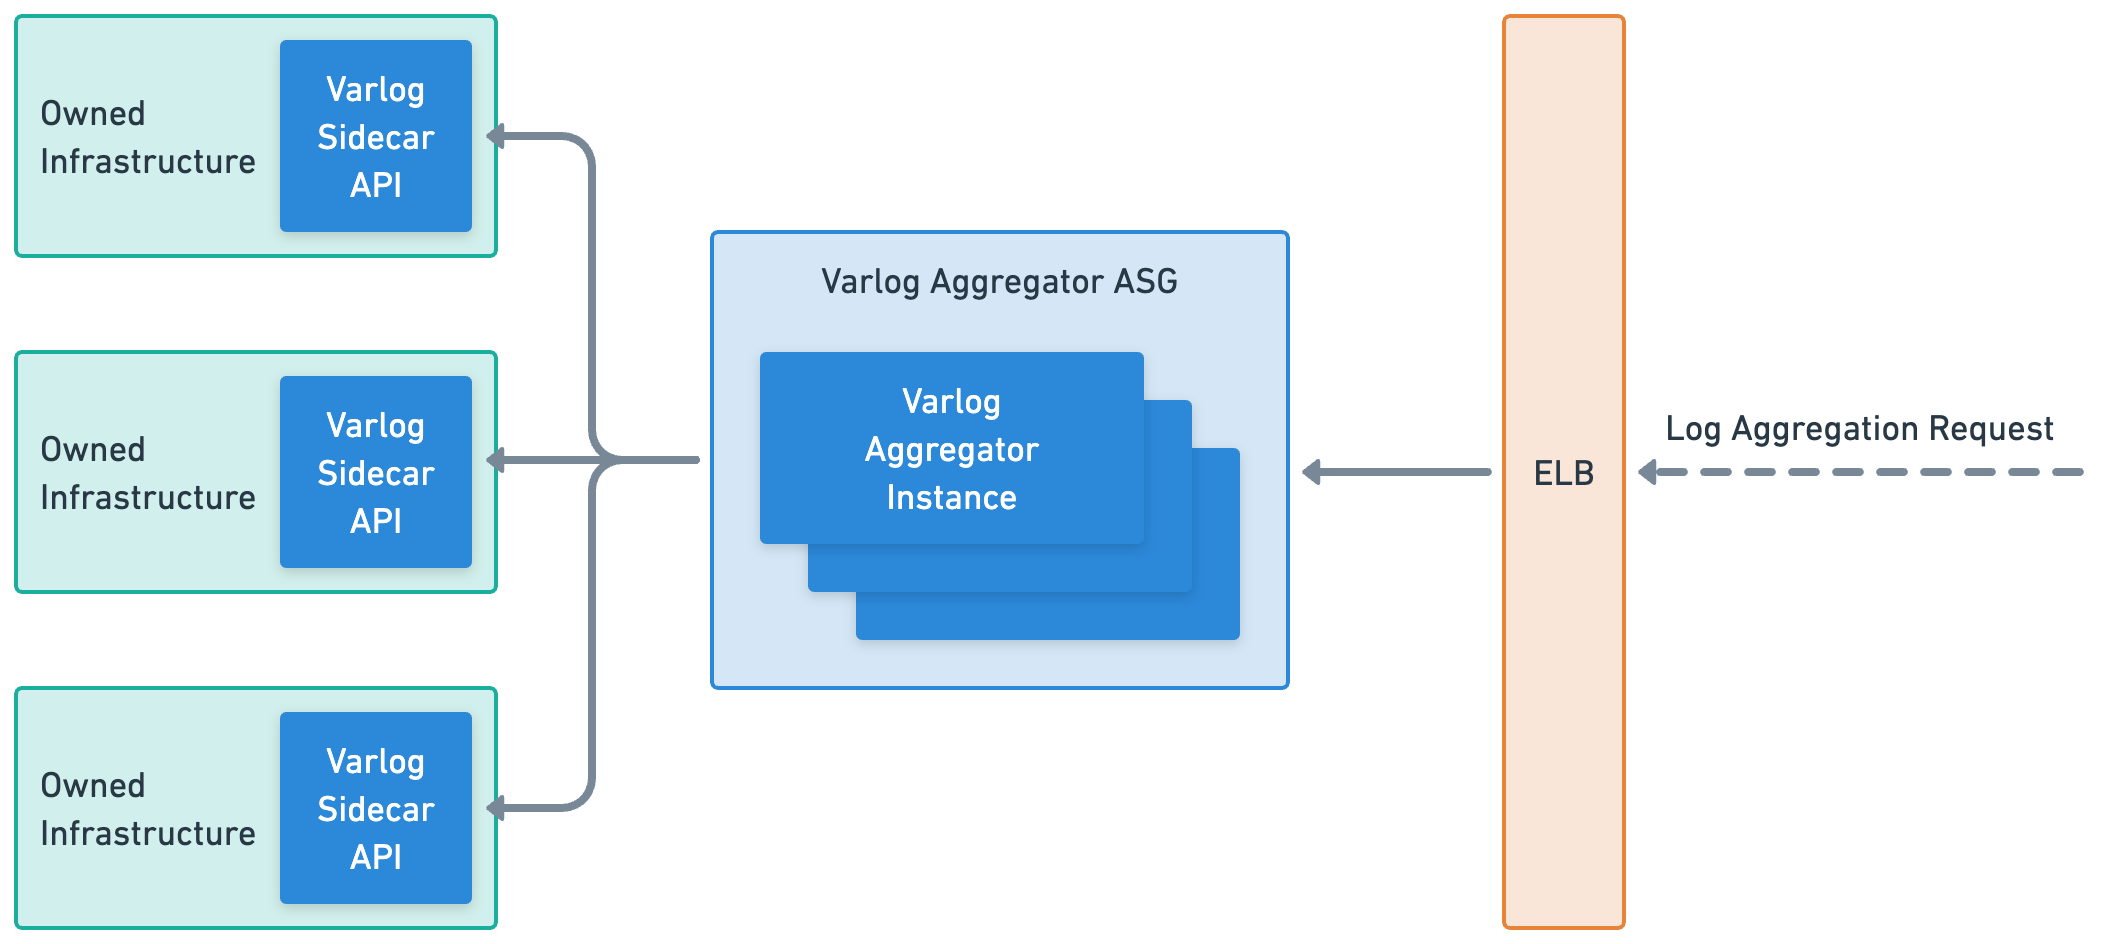 Owned
Infrastructure
Varlog
Sidecar
API
Owned
Infrastructure
Varlog
Sidecar
API
Owned
Infrastructure
Varlog
Sidecar
API
Varlog Aggregator ASG
Varlog
Aggregator
Instance
ELB
Log Aggregation Request